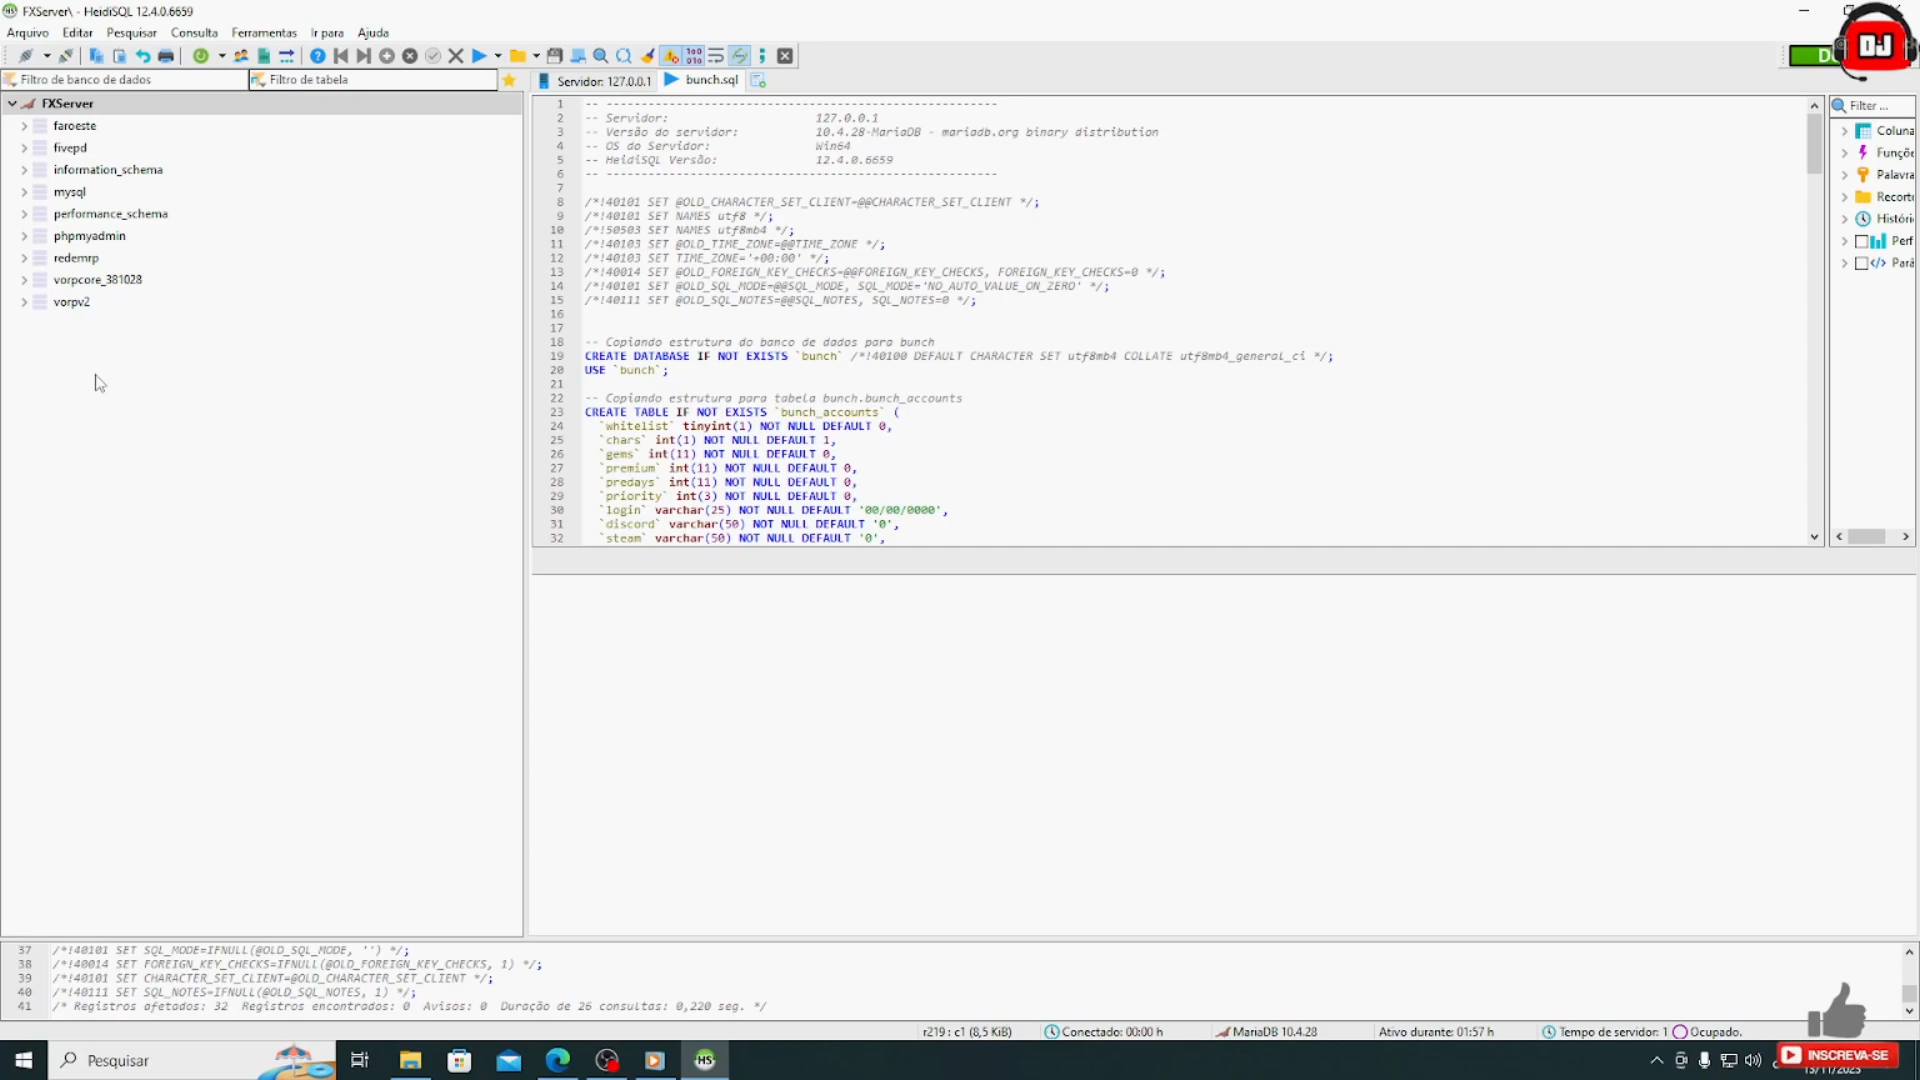 FXServer\ - HeidiSQL 12.4.0.6659
Arquivo Editar Pesquisar Consulta Ferramentas Ir para Ajuda
DJ
Filtro de banco de dados
Filtro de tabela
Servidor: 127.0.0.1
bunch.sql
FXServer
faroeste
fivepd
information_schema
mysql
performance_schema
phpmyadmin
redemrp
vorpcore_381028
vorpv2
1 -- --------------------------------------------------------
2 -- Servidor: 127.0.0.1
3 -- Versão do servidor: 10.4.28-MariaDB - mariadb.org binary distribution
4 -- OS do Servidor: Win64
5 -- HeidiSQL Versão: 12.4.0.6659
6 -- --------------------------------------------------------
7
8 /*!40101 SET @OLD_CHARACTER_SET_CLIENT=@@CHARACTER_SET_CLIENT */;
9 /*!40101 SET NAMES utf8 */;
10 /*!50503 SET NAMES utf8mb4 */;
11 /*!40103 SET @OLD_TIME_ZONE=@@TIME_ZONE */;
12 /*!40103 SET TIME_ZONE='+00:00' */;
13 /*!40014 SET @OLD_FOREIGN_KEY_CHECKS=@@FOREIGN_KEY_CHECKS, FOREIGN_KEY_CHECKS=0 */;
14 /*!40101 SET @OLD_SQL_MODE=@@SQL_MODE, SQL_MODE='NO_AUTO_VALUE_ON_ZERO' */;
15 /*!40111 SET @OLD_SQL_NOTES=@@SQL_NOTES, SQL_NOTES=0 */;
16
17
18 -- Copiando estrutura do banco de dados para bunch
19 CREATE DATABASE IF NOT EXISTS `bunch` /*!40100 DEFAULT CHARACTER SET utf8mb4 COLLATE utf8mb4_general_ci */;
20 USE `bunch`;
21
22 -- Copiando estrutura para tabela bunch.bunch_accounts
23 CREATE TABLE IF NOT EXISTS `bunch_accounts` (
24 `whitelist` tinyint(1) NOT NULL DEFAULT 0,
25 `chars` int(1) NOT NULL DEFAULT 1,
26 `gems` int(11) NOT NULL DEFAULT 0,
27 `premium` int(11) NOT NULL DEFAULT 0,
28 `predays` int(11) NOT NULL DEFAULT 0,
29 `priority` int(3) NOT NULL DEFAULT 0,
30 `login` varchar(25) NOT NULL DEFAULT '00/00/0000',
31 `discord` varchar(50) NOT NULL DEFAULT '0',
32 `steam` varchar(50) NOT NULL DEFAULT '0',
Filter ...
Coluna
Funçõe
Palavra
Recort
Históri
Perf
Parâ
37 /*!40101 SET SQL_MODE=IFNULL(@OLD_SQL_MODE, '') */;
38 /*!40014 SET FOREIGN_KEY_CHECKS=IFNULL(@OLD_FOREIGN_KEY_CHECKS, 1) */;
39 /*!40101 SET CHARACTER_SET_CLIENT=@OLD_CHARACTER_SET_CLIENT */;
40 /*!40111 SET SQL_NOTES=IFNULL(@OLD_SQL_NOTES, 1) */;
41 /* Registros afetados: 32 Registros encontrados: 0 Avisos: 0 Duração de 26 consultas: 0,220 seg. */
r219 : c1 (8,5 KiB) Conectado: 00:00 h MariaDB 10.4.28 Ativo durante: 01:57 h Tempo de servidor: 1 Ocupado.
Pesquisar
HS
INSCREVA-SE
13/11/2023